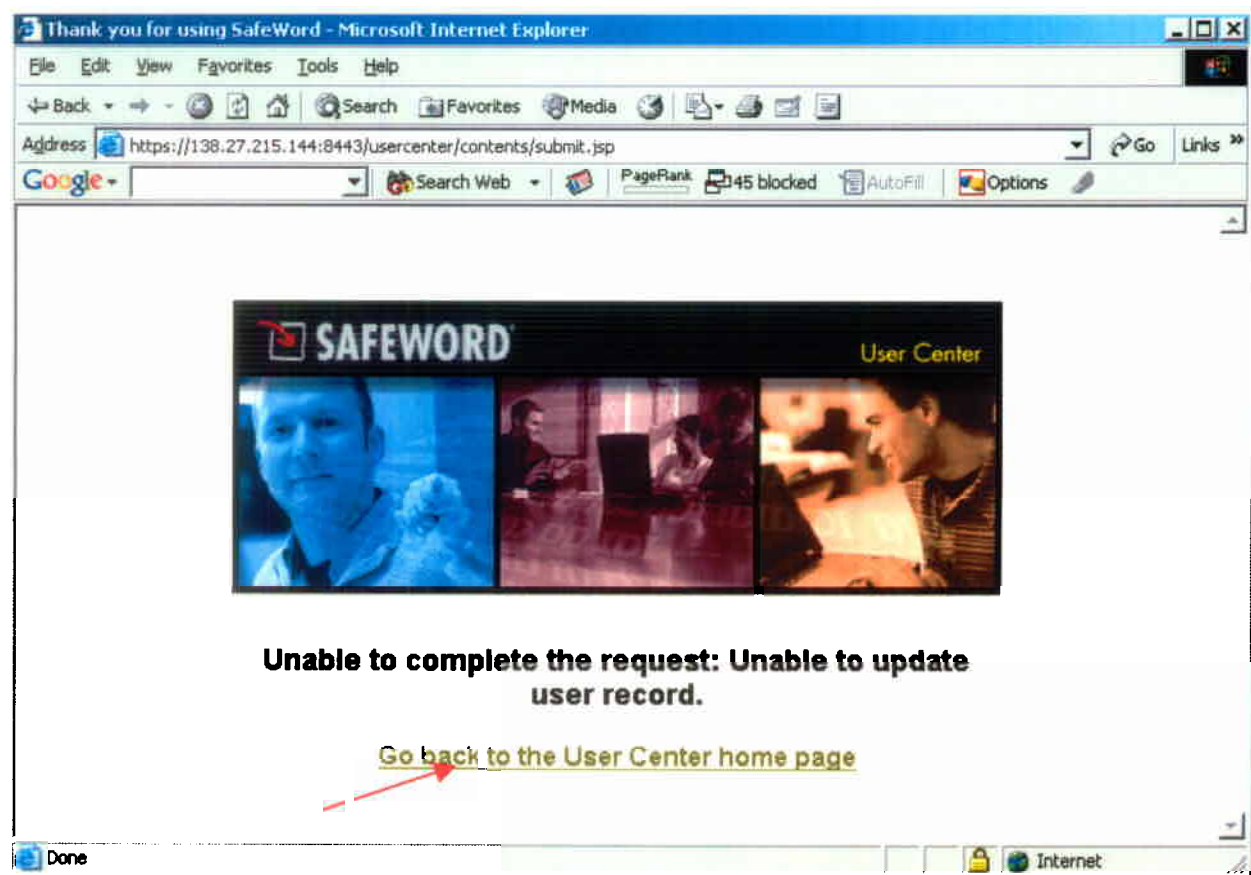 Thank you for using SafeWord - Microsoft Internet Explorer
File Edit View Favorites Tools Help
Back Search Favorites Media
Address https://138.27.215.144:8443/usercenter/contents/submit.jsp Go Links »
Google Search Web PageRank 45 blocked AutoFill Options
SAFEWORD
User Center
Unable to complete the request: Unable to update
user record.
Go back to the User Center home page
Done Internet